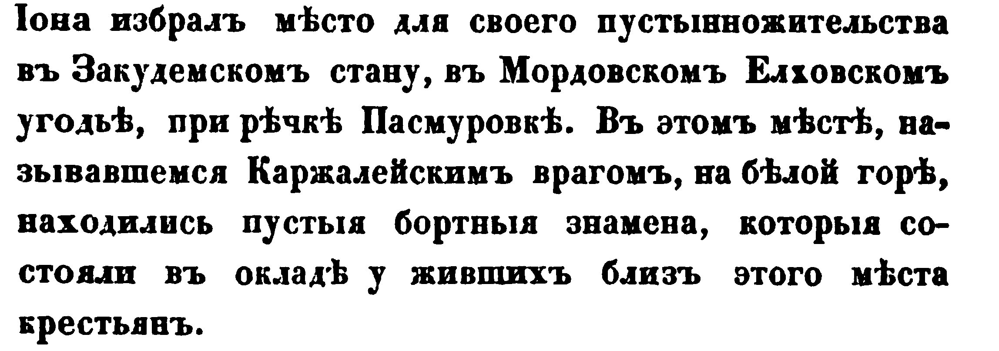 Іона избралъ мѣсто для своего пустынножительства
въ Закудемскомъ стану, въ Мордовскомъ Елховскомъ
угодьѣ, при рѣчкѣ Пасмуровкѣ. Въ этомъ мѣстѣ, на-
зывавшемся Каржалейскимъ врагомъ, на бѣлой горѣ,
находились пустыя бортныя знамена, которыя со-
стояли въ окладѣ у жившихъ близъ этого мѣста
крестьянъ.